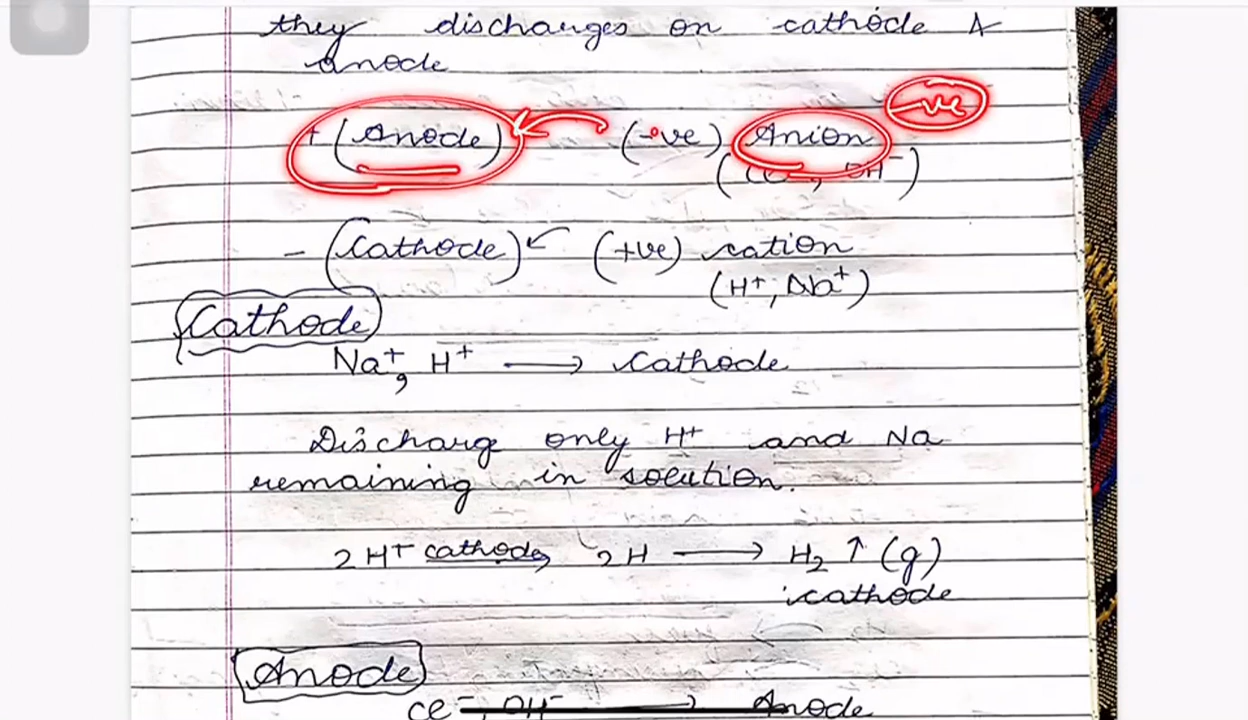 they discharges on cathode &
anode
-ve
+ (Anode) ← (-ve) Anion
(Cl⁻, OH⁻)
- (Cathode) ↙ (+ve) cation
(H⁺, Na⁺)
Cathode
Na⁺, H⁺ → Cathode
Discharg only H⁺ and Na
remaining in solution.
2H⁺ cathode, 2H → H₂ ↑ (g)
cathode
Anode
Cl⁻, OH⁻ → Anode